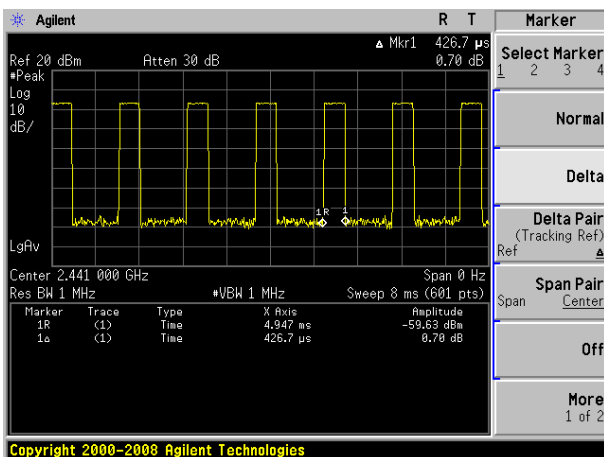 Agilent
R T
Marker
Δ Mkr1 426.7 µs
Ref 20 dBm Atten 30 dB 0.70 dB
#Peak
Log
10
dB/
1R 1
LgAv
Center 2.441 000 GHz Span 0 Hz
Res BW 1 MHz #VBW 1 MHz Sweep 8 ms (601 pts)
Marker Trace Type X Axis Amplitude
1R (1) Time 4.947 ms -59.63 dBm
1Δ (1) Time 426.7 µs 0.70 dB
Select Marker
1 2 3 4
Normal
Delta
Delta Pair
(Tracking Ref)
Ref Δ
Span Pair
Span Center
Off
More
1 of 2
Copyright 2000-2008 Agilent Technologies